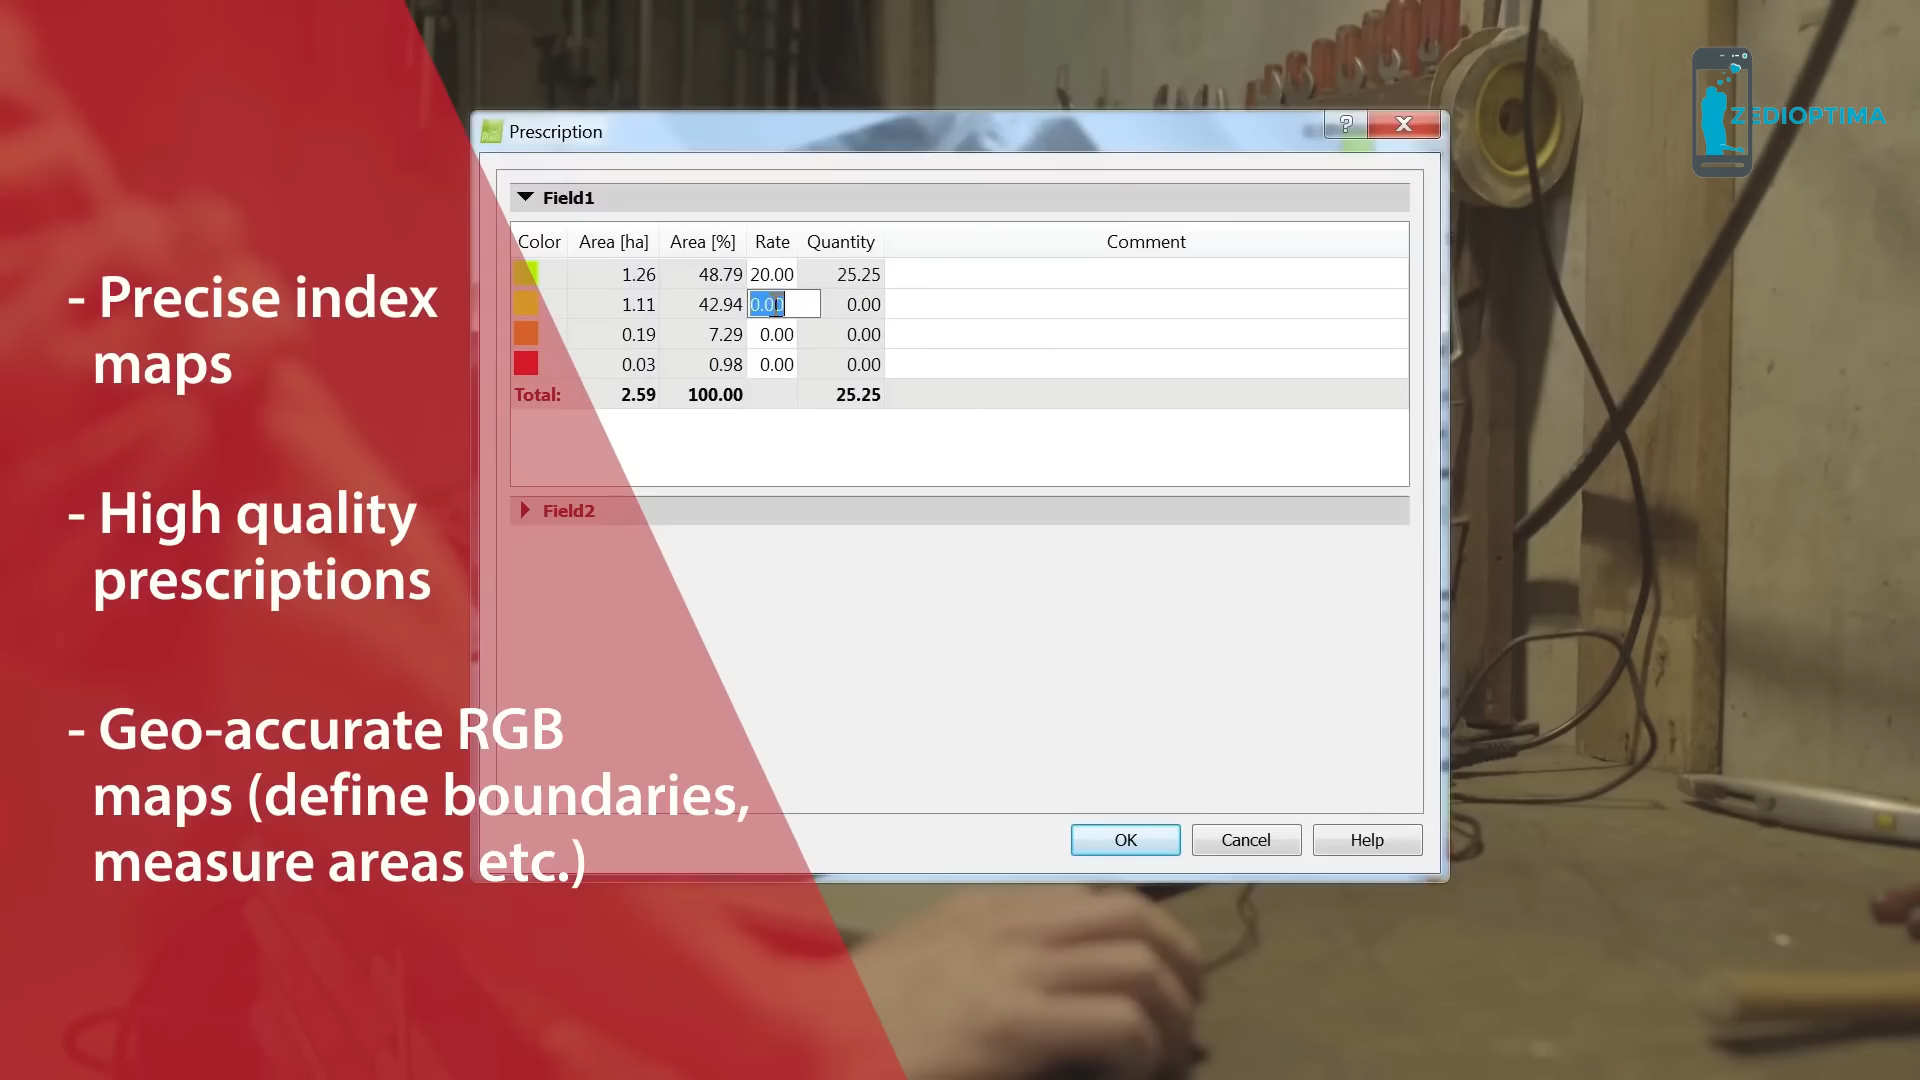 ZEDIOPTIMA
Prescription
?
Field1
Color Area [ha] Area [%] Rate Quantity Comment
1.26 48.79 20.00 25.25
1.11 42.94 0.00 0.00
0.19 7.29 0.00 0.00
0.03 0.98 0.00 0.00
Total: 2.59 100.00 25.25
Field2
OK Cancel Help
- Precise index
maps
- High quality
prescriptions
- Geo-accurate RGB
maps (define boundaries,
measure areas etc.)